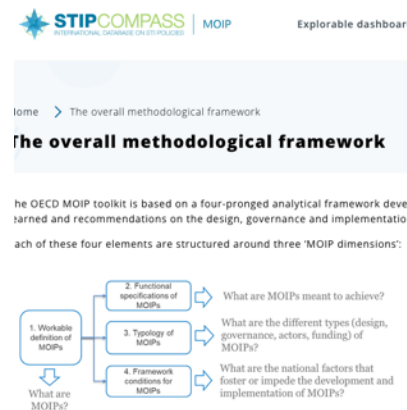 STIPCOMPASS | MOIP
INTERNATIONAL DATABASE ON STI POLICIES
Explorable dashboar
ome > The overall methodological framework
The overall methodological framework
he OECD MOIP toolkit is based on a four-pronged analytical framework deve
earned and recommendations on the design, governance and implementatio
ach of these four elements are structured around three 'MOIP dimensions':
1. Workable
definition of
MOIPs
What are
MOIPs?
2. Functional
specifications of
MOIPs
What are MOIPs meant to achieve?
3. Typology of
MOIPs
What are the different types (design,
governance, actors, funding) of
MOIPs?
4. Framework
conditions for
MOIPs
What are the national factors that
foster or impede the development and
implementation of MOIPs?